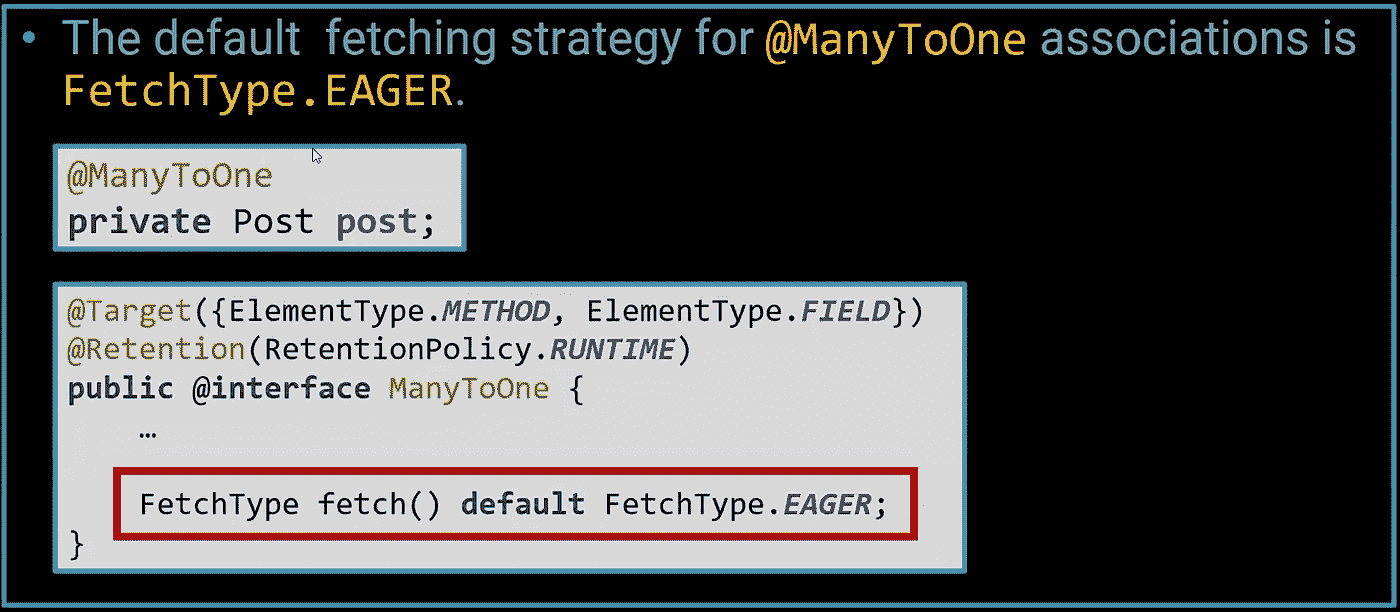 • The default fetching strategy for @ManyToOne associations is
FetchType.EAGER.
@ManyToOne
private Post post;
@Target({ElementType.METHOD, ElementType.FIELD})
@Retention(RetentionPolicy.RUNTIME)
public @interface ManyToOne {
…
FetchType fetch() default FetchType.EAGER;
}